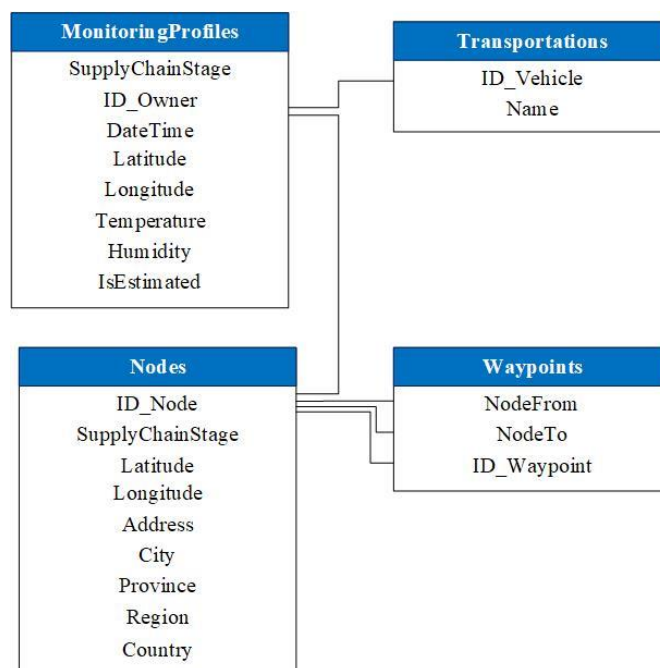 MonitoringProfiles
SupplyChainStage
ID_Owner
DateTime
Latitude
Longitude
Temperature
Humidity
IsEstimated
Transportations
ID_Vehicle
Name
Nodes
ID_Node
SupplyChainStage
Latitude
Longitude
Address
City
Province
Region
Country
Waypoints
NodeFrom
NodeTo
ID_Waypoint